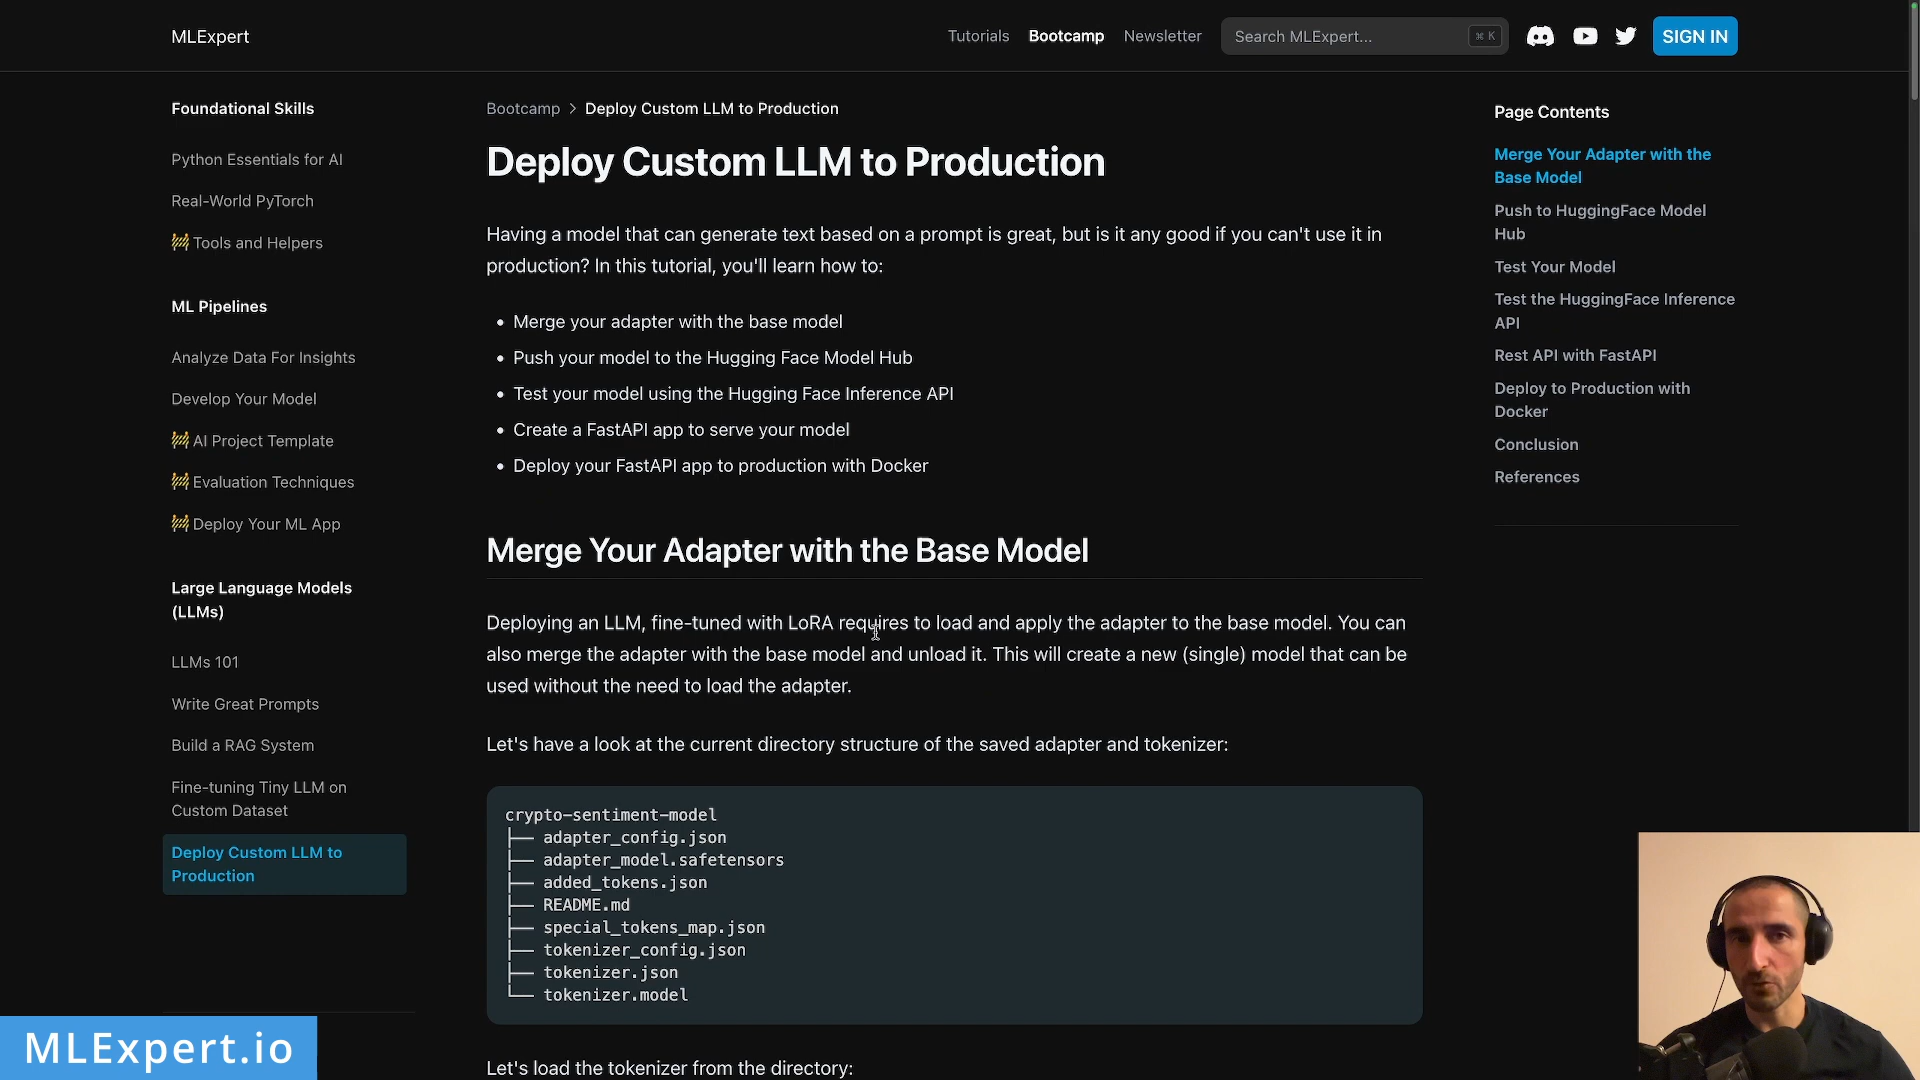 MLExpert
Tutorials
Bootcamp
Newsletter
Search MLExpert...
⌘ K
SIGN IN
Foundational Skills
Python Essentials for AI
Real-World PyTorch
🚧 Tools and Helpers
ML Pipelines
Analyze Data For Insights
Develop Your Model
🚧 AI Project Template
🚧 Evaluation Techniques
🚧 Deploy Your ML App
Large Language Models
(LLMs)
LLMs 101
Write Great Prompts
Build a RAG System
Fine-tuning Tiny LLM on
Custom Dataset
Deploy Custom LLM to
Production
Bootcamp > Deploy Custom LLM to Production
Deploy Custom LLM to Production
Having a model that can generate text based on a prompt is great, but is it any good if you can't use it in
production? In this tutorial, you'll learn how to:
• Merge your adapter with the base model
• Push your model to the Hugging Face Model Hub
• Test your model using the Hugging Face Inference API
• Create a FastAPI app to serve your model
• Deploy your FastAPI app to production with Docker
Merge Your Adapter with the Base Model
Deploying an LLM, fine-tuned with LoRA requires to load and apply the adapter to the base model. You can
also merge the adapter with the base model and unload it. This will create a new (single) model that can be
used without the need to load the adapter.
Let's have a look at the current directory structure of the saved adapter and tokenizer:
crypto-sentiment-model
├── adapter_config.json
├── adapter_model.safetensors
├── added_tokens.json
├── README.md
├── special_tokens_map.json
├── tokenizer_config.json
├── tokenizer.json
└── tokenizer.model
Let's load the tokenizer from the directory:
Page Contents
Merge Your Adapter with the
Base Model
Push to HuggingFace Model
Hub
Test Your Model
Test the HuggingFace Inference
API
Rest API with FastAPI
Deploy to Production with
Docker
Conclusion
References
MLExpert.io